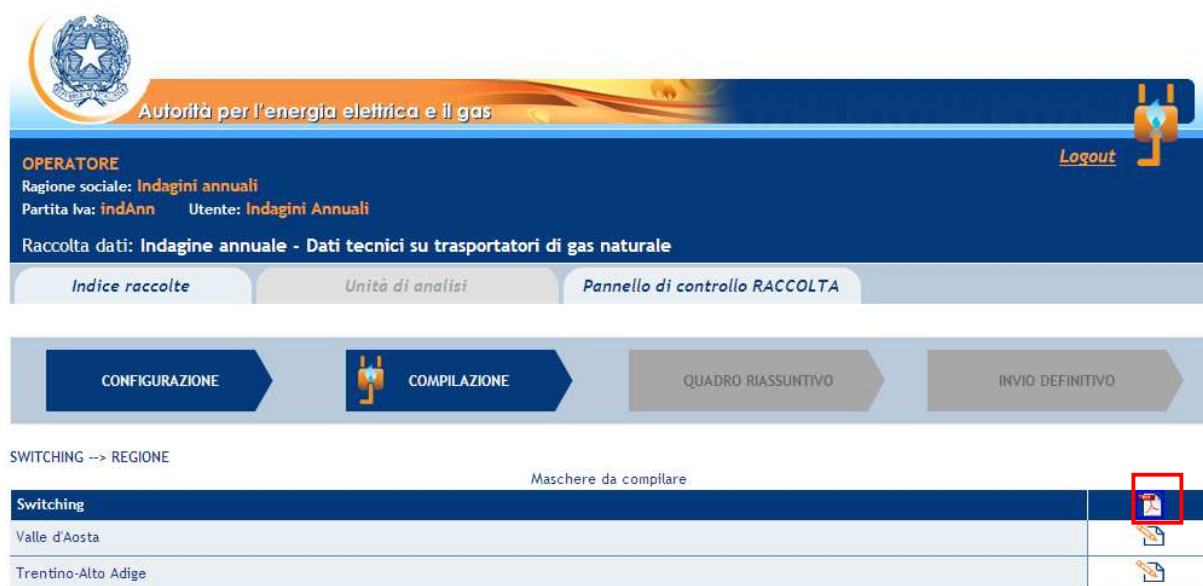 Autorità per l'energia elettrica e il gas
Logout
OPERATORE
Ragione sociale: Indagini annuali
Partita Iva: indAnn Utente: Indagini Annuali
Raccolta dati: Indagine annuale - Dati tecnici su trasportatori di gas naturale
Indice raccolte Unità di analisi Pannello di controllo RACCOLTA
CONFIGURAZIONE COMPILAZIONE QUADRO RIASSUNTIVO INVIO DEFINITIVO
SWITCHING --> REGIONE
Maschere da compilare
Switching
Valle d'Aosta
Trentino-Alto Adige